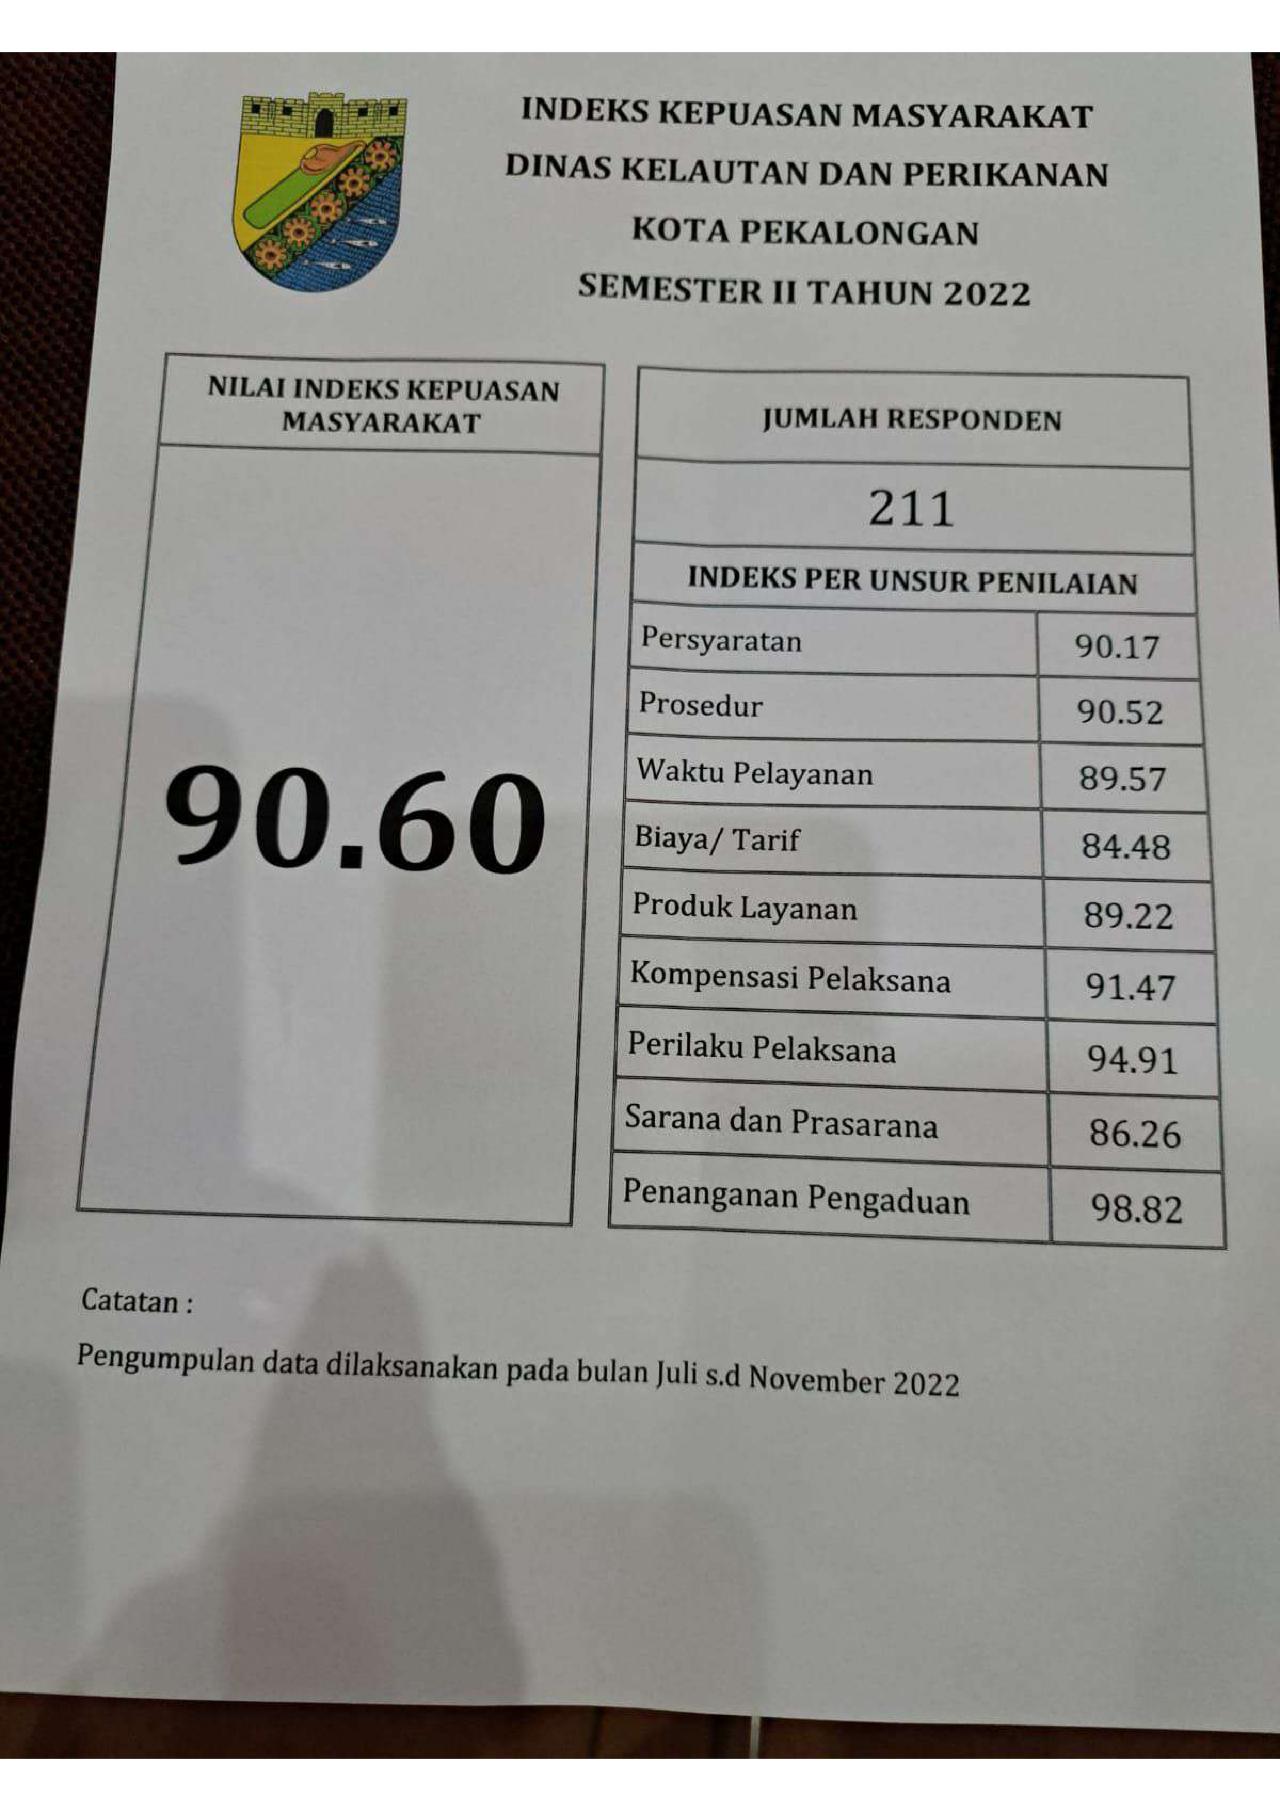 INDEKS KEPUASAN MASYARAKAT
DINAS KELAUTAN DAN PERIKANAN
KOTA PEKALONGAN
SEMESTER II TAHUN 2022
NILAI INDEKS KEPUASAN
MASYARAKAT
90.60
JUMLAH RESPONDEN
211
INDEKS PER UNSUR PENILAIAN
Persyaratan 90.17
Prosedur 90.52
Waktu Pelayanan 89.57
Biaya/ Tarif 84.48
Produk Layanan 89.22
Kompensasi Pelaksana 91.47
Perilaku Pelaksana 94.91
Sarana dan Prasarana 86.26
Penanganan Pengaduan 98.82
Catatan :
Pengumpulan data dilaksanakan pada bulan Juli s.d November 2022